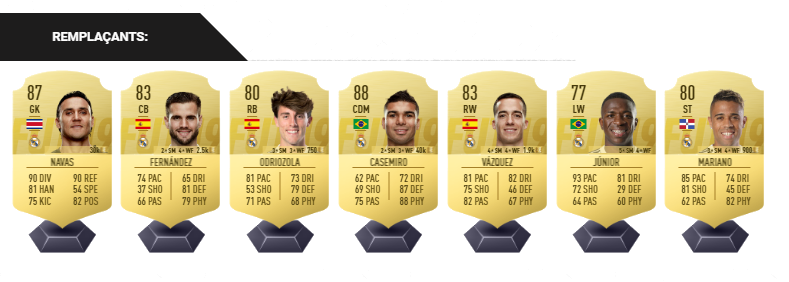 REMPLAÇANTS:
87 83 80 88 83 77 80
GK CB RB CDM RW LW ST
38k 2★SM 4★WF 2.5k 3★SM 3★WF 750 2★SM 3★WF 40k 4★SM 4★WF 1.9k 5★SM 4★WF 3★SM 4★WF 900
NAVAS FERNÁNDEZ ODRIOZOLA CASEMIRO VÁZQUEZ JÚNIOR MARIANO
90 DIV 90 REF 74 PAC 65 DRI 81 PAC 73 DRI 62 PAC 72 DRI 81 PAC 82 DRI 93 PAC 81 DRI 85 PAC 74 DRI
81 HAN 54 SPE 37 SHO 81 DEF 53 SHO 79 DEF 69 SHO 87 DEF 75 SHO 46 DEF 72 SHO 29 DEF 81 SHO 45 DEF
75 KIC 82 POS 66 PAS 79 PHY 71 PAS 68 PHY 75 PAS 88 PHY 82 PAS 67 PHY 64 PAS 60 PHY 62 PAS 82 PHY